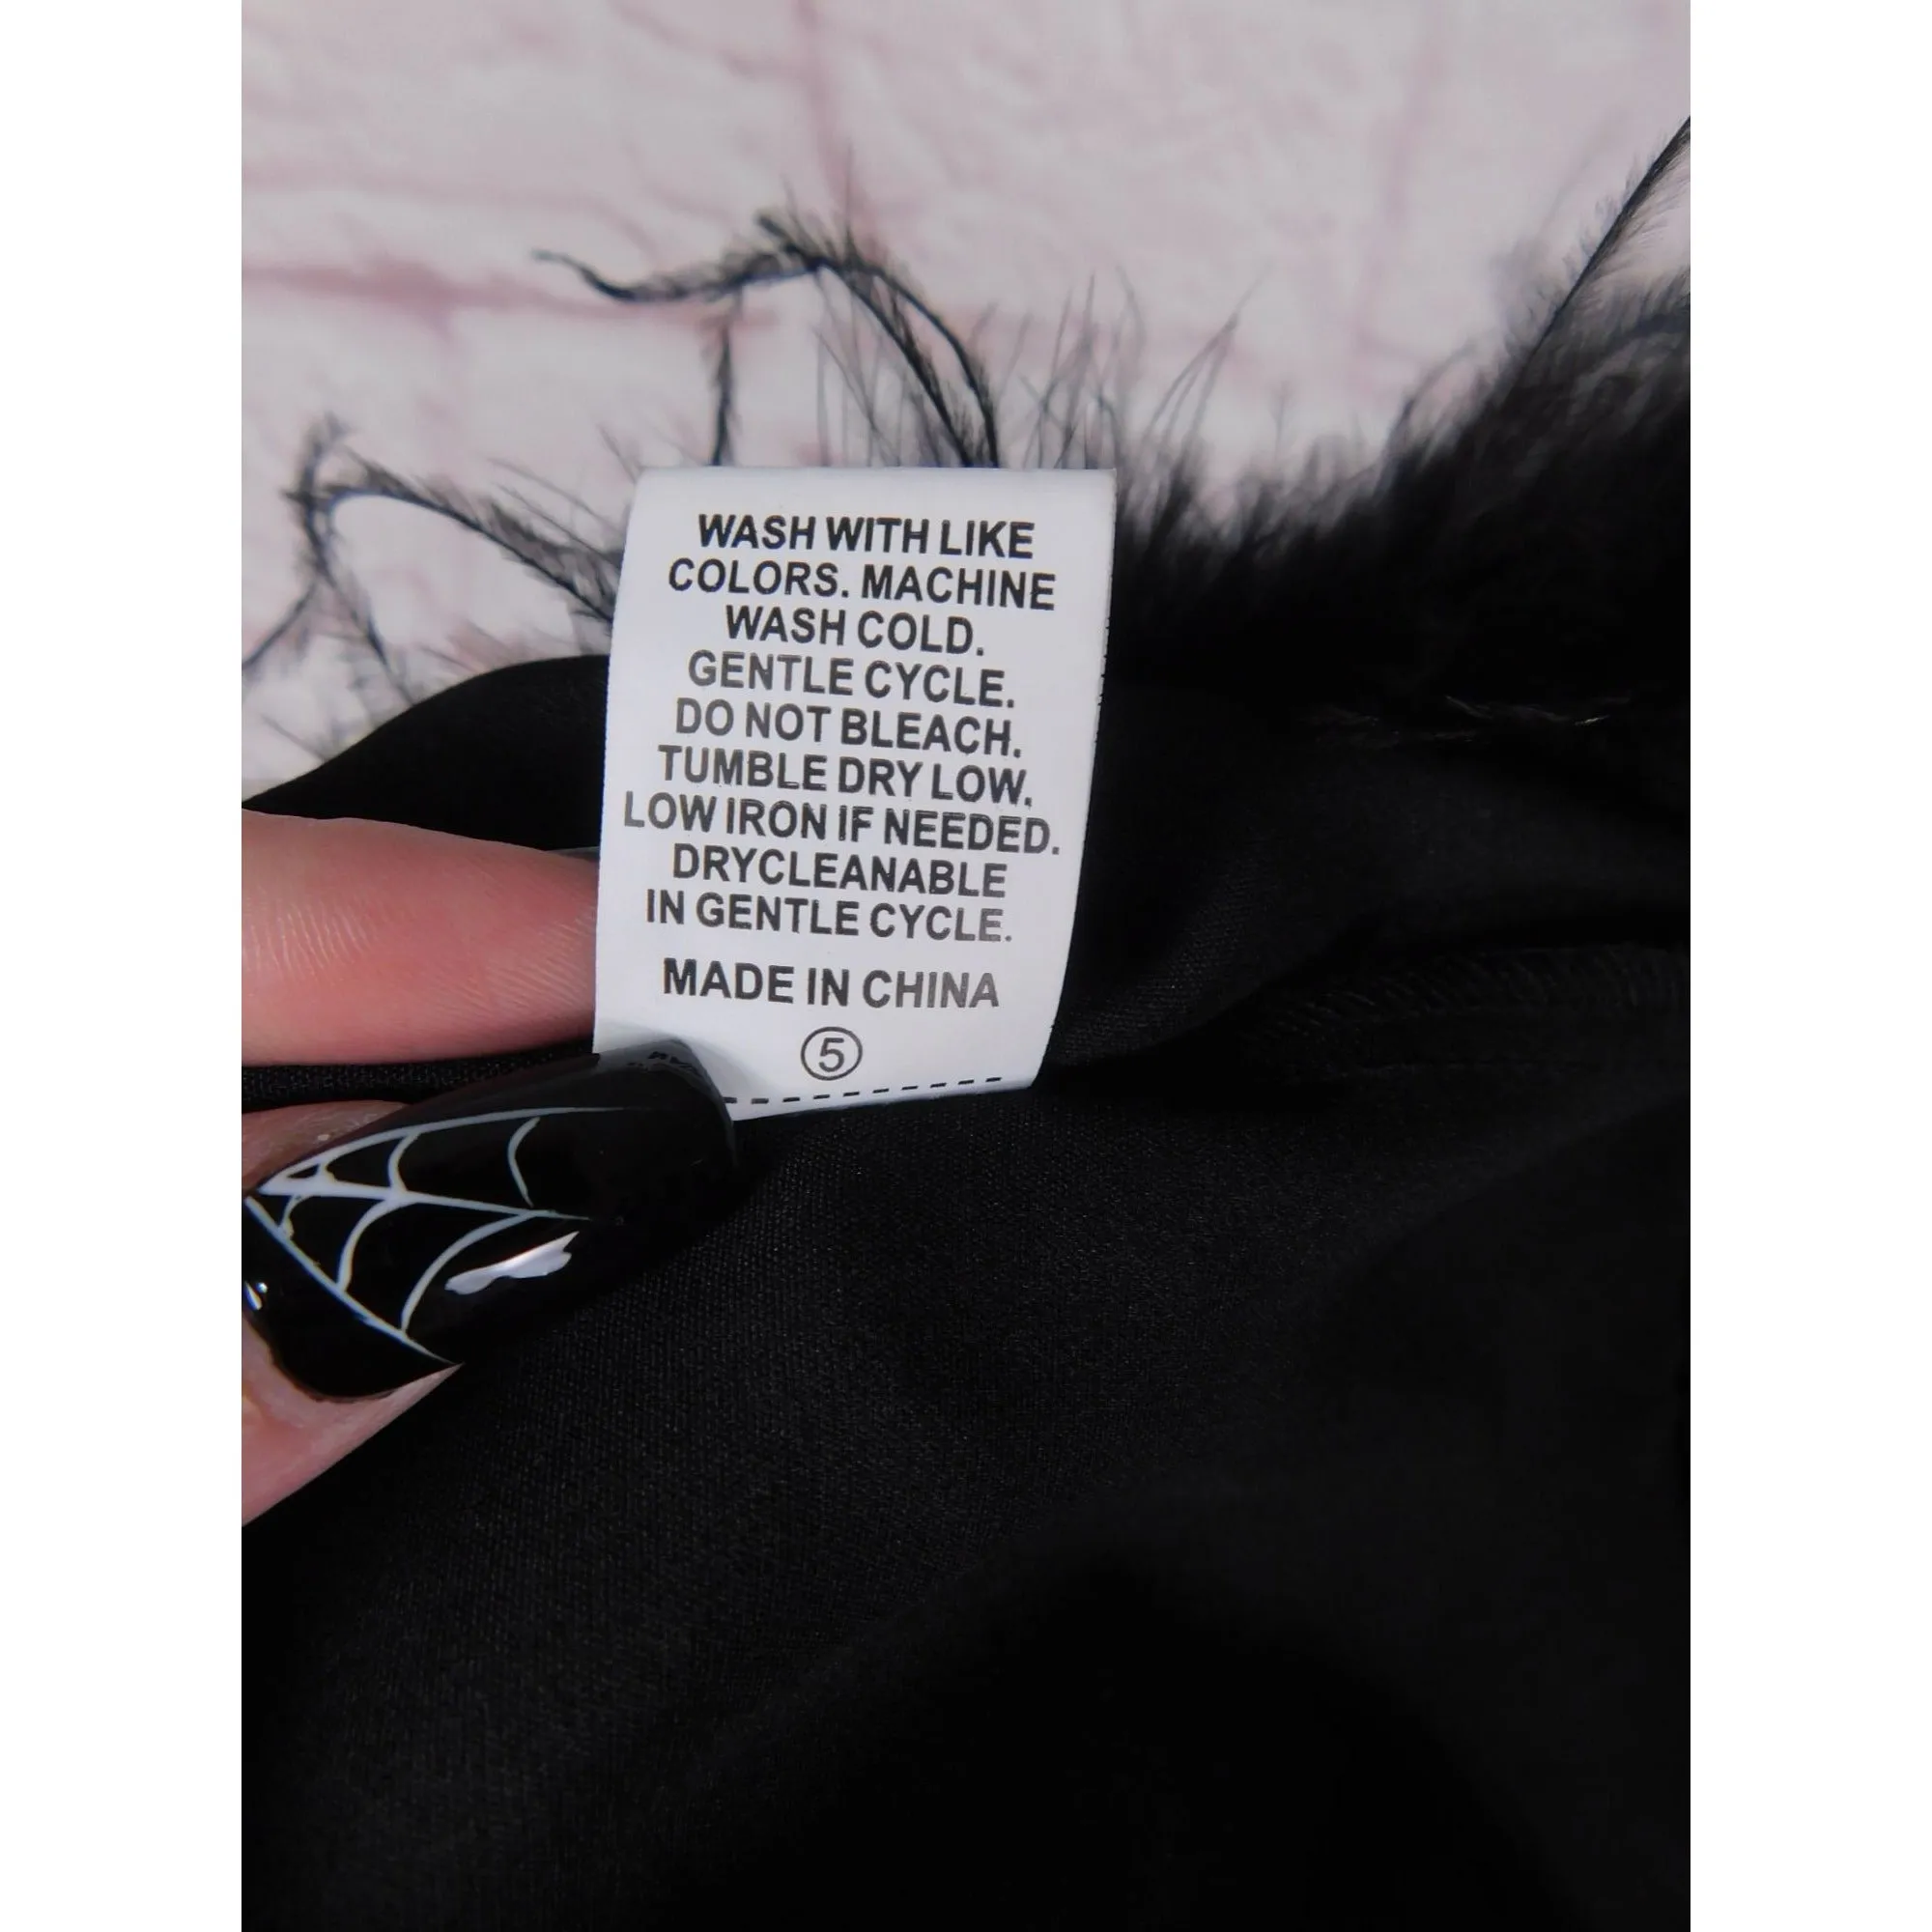 WASH WITH LIKE
COLORS. MACHINE
WASH COLD.
GENTLE CYCLE.
DO NOT BLEACH.
TUMBLE DRY LOW.
LOW IRON IF NEEDED.
DRYCLEANABLE
IN GENTLE CYCLE.
MADE IN CHINA
⑤